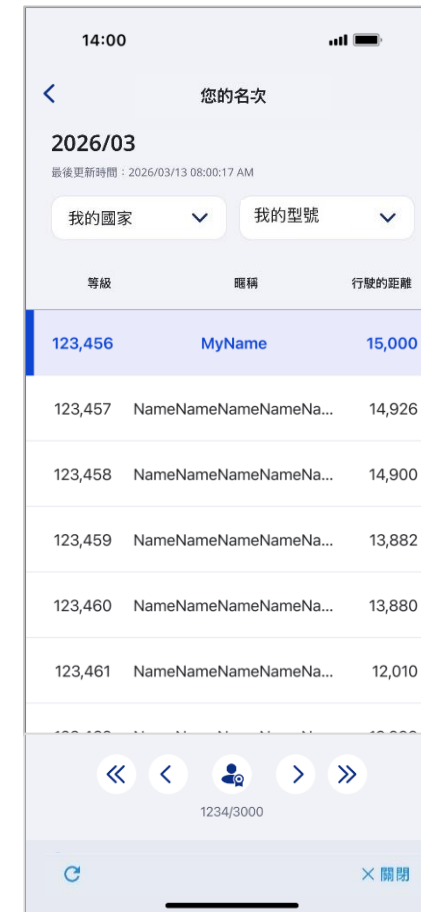 14:00
您的名次
2026/03
最後更新時間：2026/03/13 08:00:17 AM
我的國家 我的型號
等級 暱稱 行駛的距離
123,456 MyName 15,000
123,457 NameNameNameNameNa... 14,926
123,458 NameNameNameNameNa... 14,900
123,459 NameNameNameNameNa... 13,882
123,460 NameNameNameNameNa... 13,880
123,461 NameNameNameNameNa... 12,010
1234/3000
關閉